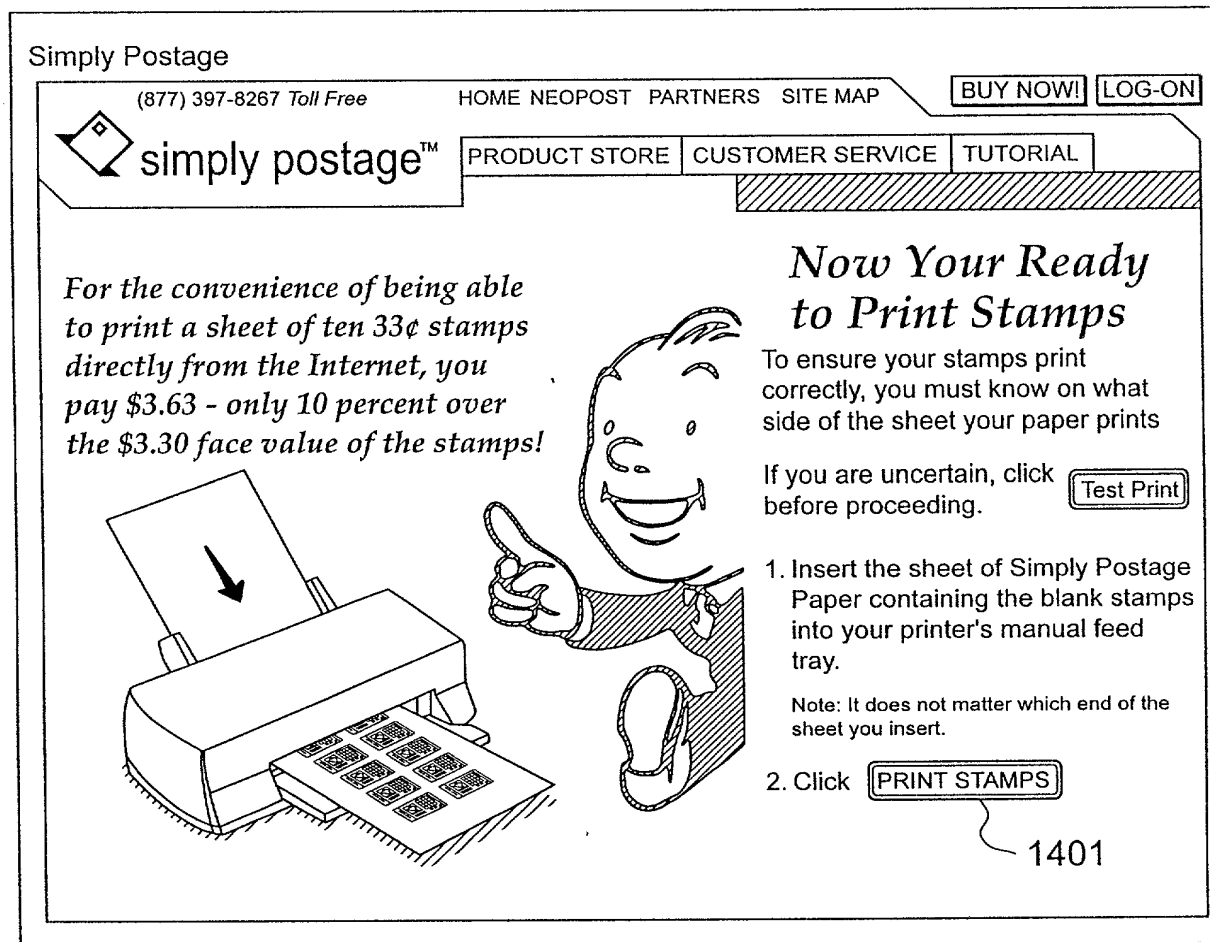 Simply Postage
(877) 397-8267 Toll Free
HOME NEOPOST PARTNERS SITE MAP
BUY NOW! LOG-ON
simply postage™
PRODUCT STORE CUSTOMER SERVICE TUTORIAL
For the convenience of being able
to print a sheet of ten 33¢ stamps
directly from the Internet, you
pay $3.63 - only 10 percent over
the $3.30 face value of the stamps!
Now Your Ready
to Print Stamps
To ensure your stamps print
correctly, you must know on what
side of the sheet your paper prints
If you are uncertain, click Test Print
before proceeding.
1. Insert the sheet of Simply Postage
Paper containing the blank stamps
into your printer's manual feed
tray.
Note: It does not matter which end of the
sheet you insert.
2. Click PRINT STAMPS
1401